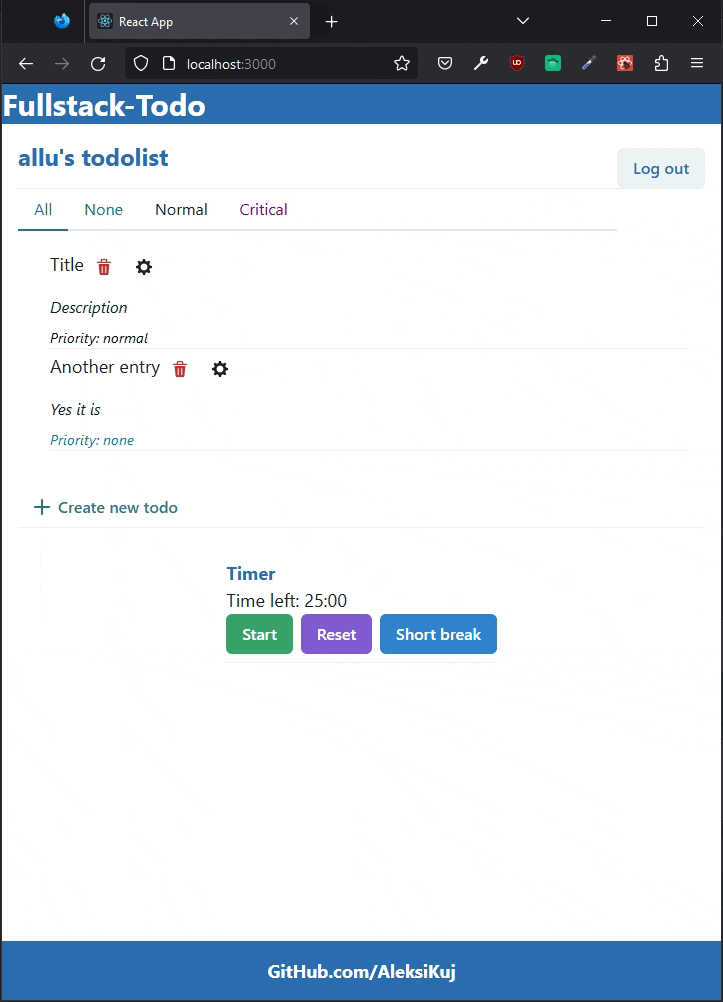 React App
localhost:3000
Fullstack-Todo
allu's todolist
Log out
All None Normal Critical
Title
Description
Priority: normal
Another entry
Yes it is
Priority: none
Create new todo
Timer
Time left: 25:00
Start Reset Short break
GitHub.com/AleksiKuj